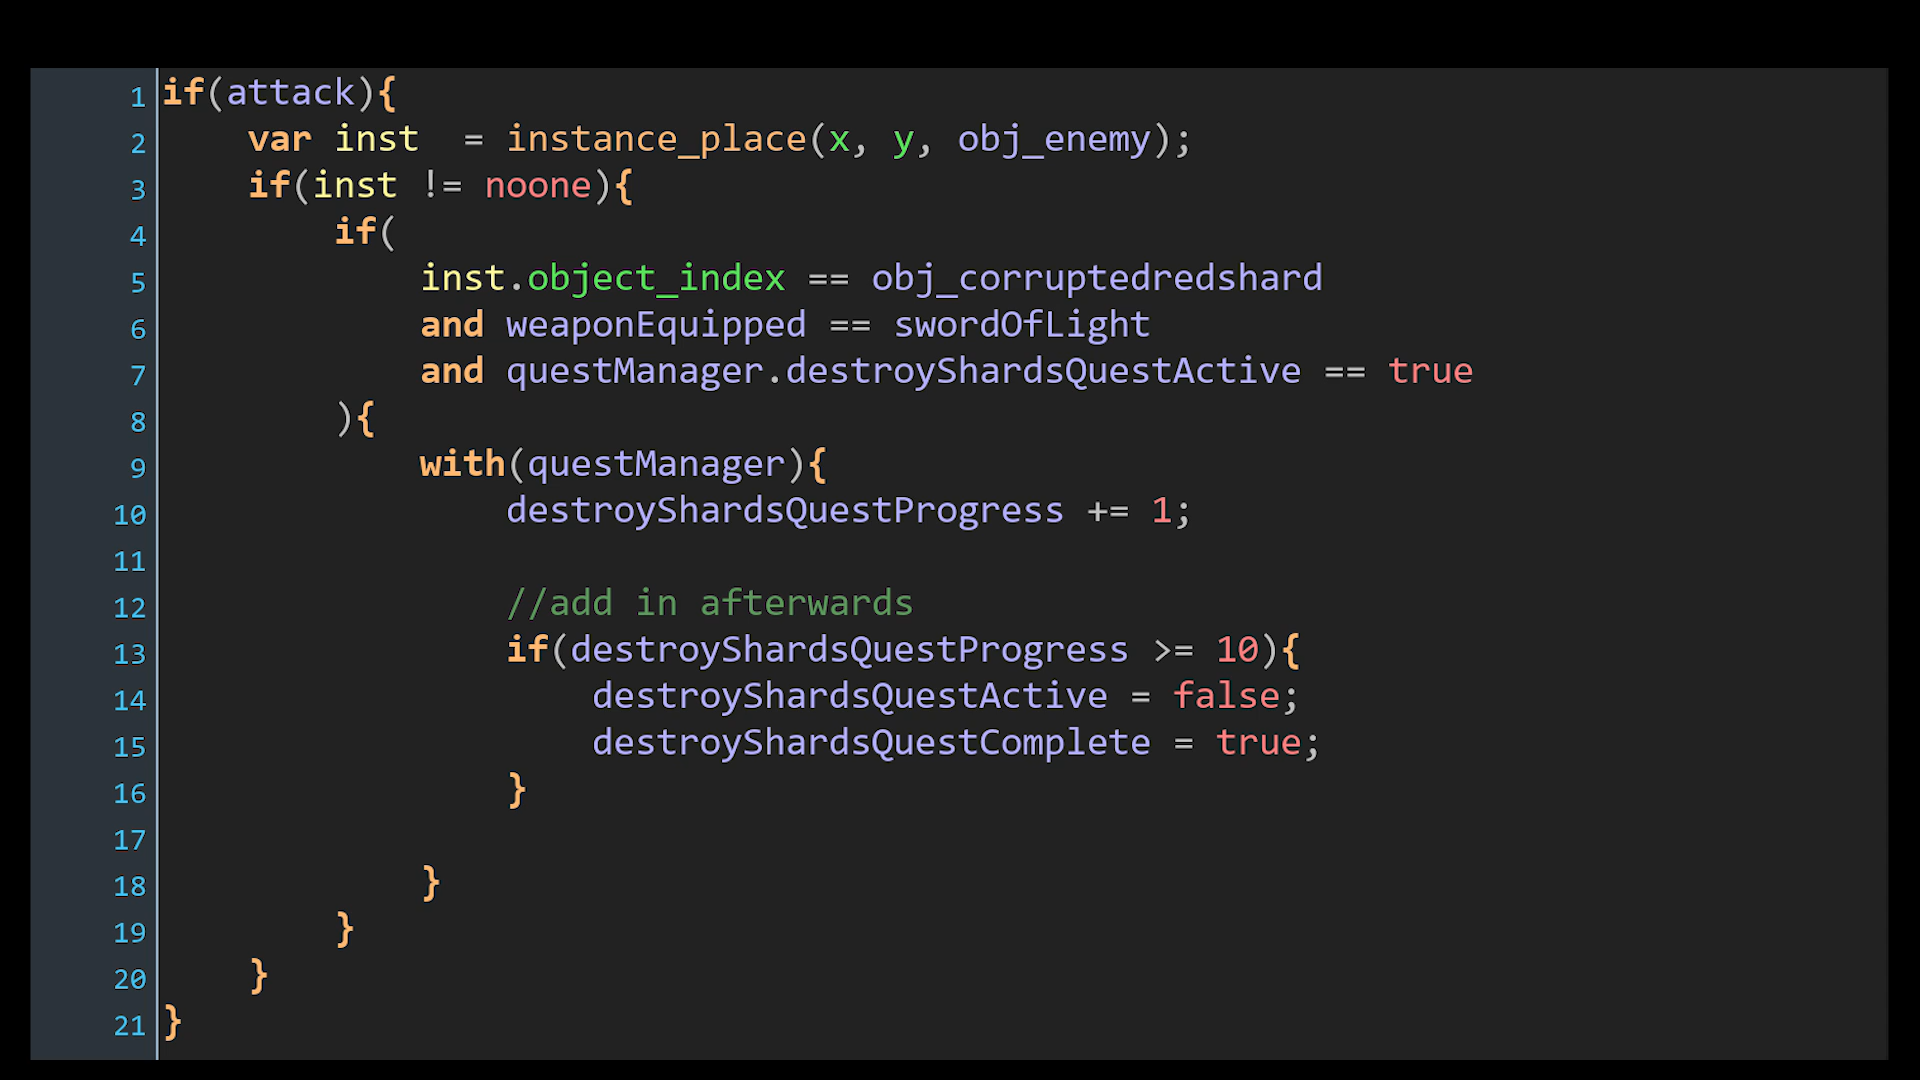 1 if(attack){
2 var inst = instance_place(x, y, obj_enemy);
3 if(inst != noone){
4 if(
5 inst.object_index == obj_corruptedredshard
6 and weaponEquipped == swordOfLight
7 and questManager.destroyShardsQuestActive == true
8 ){
9 with(questManager){
10 destroyShardsQuestProgress += 1;
11
12 //add in afterwards
13 if(destroyShardsQuestProgress >= 10){
14 destroyShardsQuestActive = false;
15 destroyShardsQuestComplete = true;
16 }
17
18 }
19 }
20 }
21 }